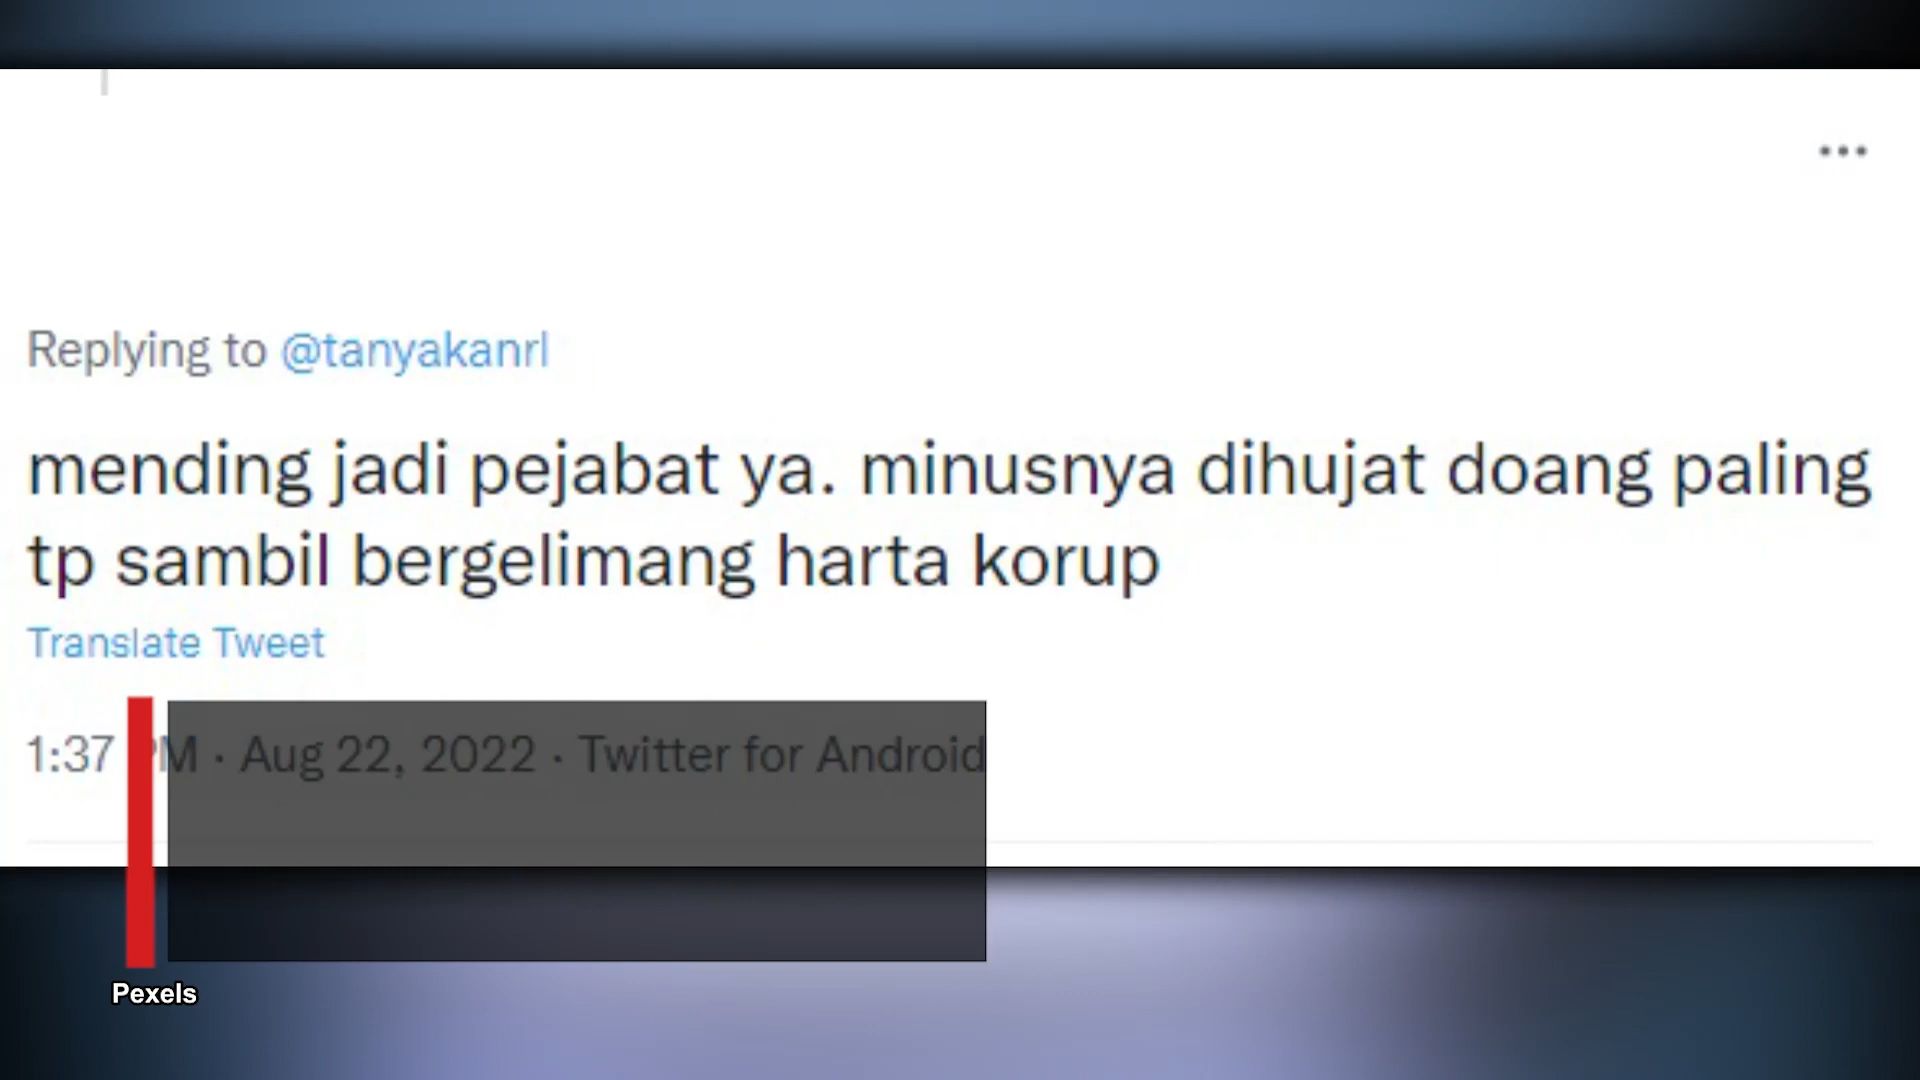 Replying to @tanyakanrl
mending jadi pejabat ya. minusnya dihujat doang paling
tp sambil bergelimang harta korup
Translate Tweet
1:37 PM · Aug 22, 2022 · Twitter for Android
Pexels